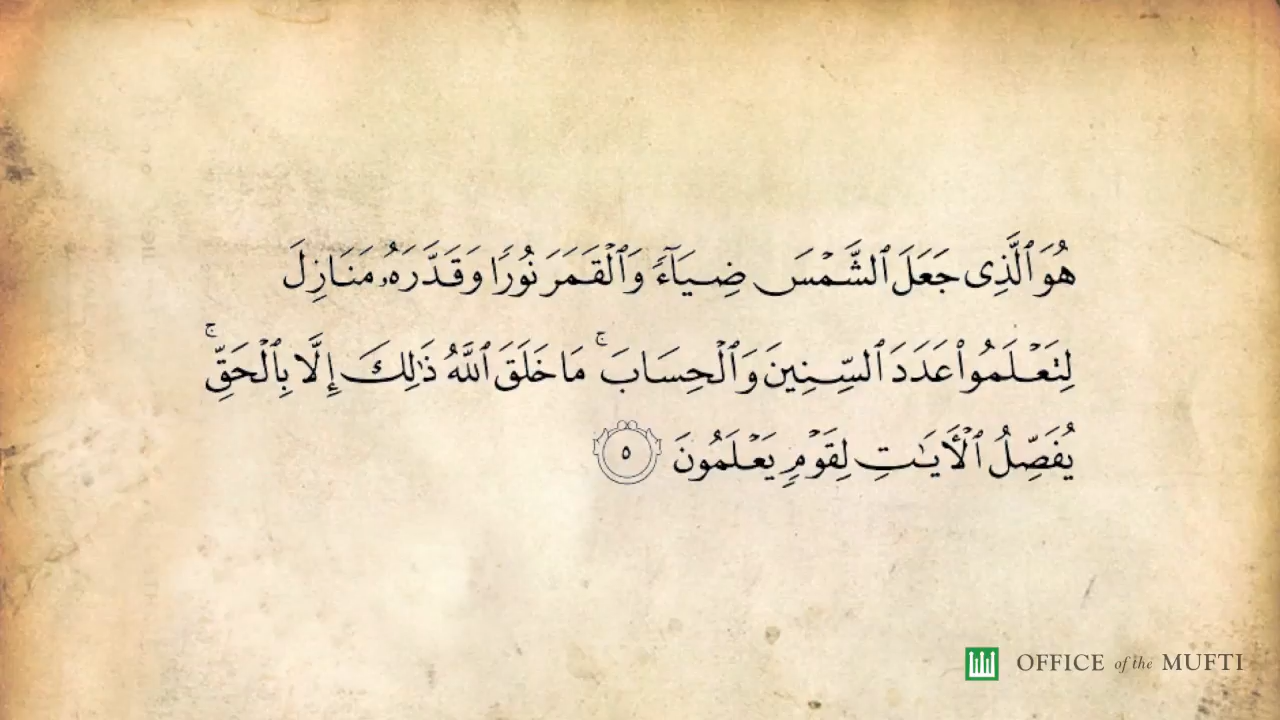 هُوَ ٱلَّذِى جَعَلَ ٱلشَّمْسَ ضِيَآءً وَٱلْقَمَرَ نُورًا وَقَدَّرَهُۥ مَنَازِلَ
لِتَعْلَمُوا۟ عَدَدَ ٱلسِّنِينَ وَٱلْحِسَابَ ۚ مَا خَلَقَ ٱللَّهُ ذَٰلِكَ إِلَّا بِٱلْحَقِّ ۚ
يُفَصِّلُ ٱلْـَٔايَـٰتِ لِقَوْمٍ يَعْلَمُونَ ٥
OFFICE of the MUFTI